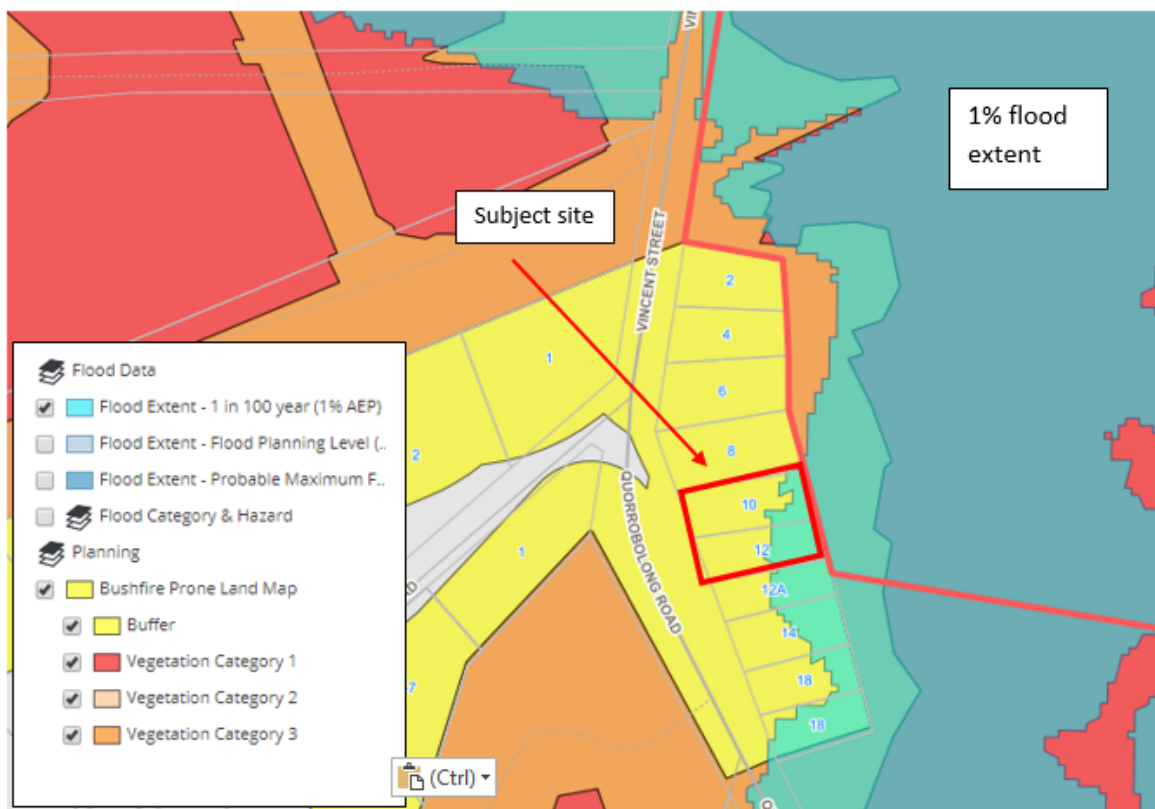 VI
1% flood
extent
Subject site
VINCENT STREET
2
4
1
6
2
8
10
QUORROBOLONG ROAD
12
1
12A
14
18
18
-7
Flood Data
Flood Extent - 1 in 100 year (1% AEP)
Flood Extent - Flood Planning Level (..
Flood Extent - Probable Maximum F..
Flood Category & Hazard
Planning
Bushfire Prone Land Map
Buffer
Vegetation Category 1
Vegetation Category 2
Vegetation Category 3
(Ctrl)